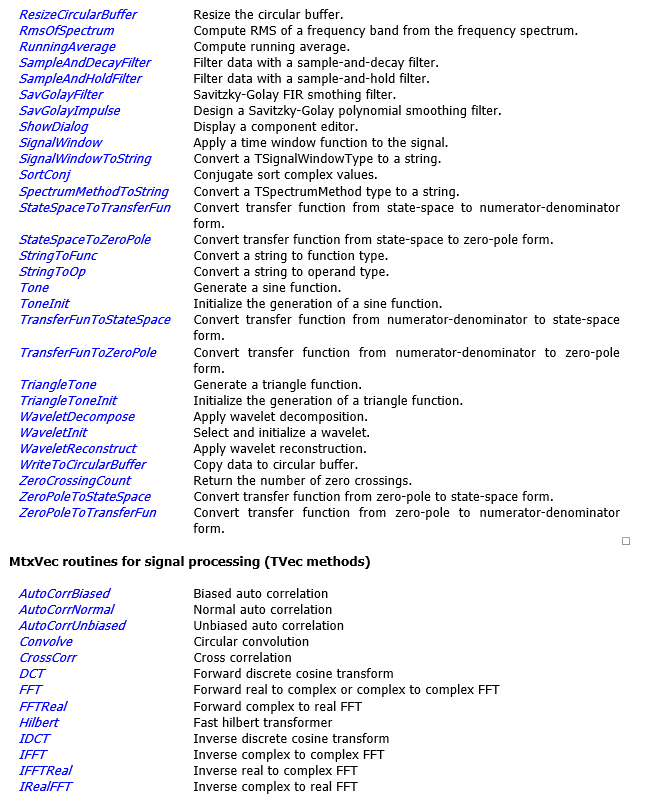 ResizeCircularBuffer Resize the circular buffer.
RmsOfSpectrum Compute RMS of a frequency band from the frequency spectrum.
RunningAverage Compute running average.
SampleAndDecayFilter Filter data with a sample-and-decay filter.
SampleAndHoldFilter Filter data with a sample-and-hold filter.
SavGolayFilter Savitzky-Golay FIR smothing filter.
SavGolayImpulse Design a Savitzky-Golay polynomial smoothing filter.
ShowDialog Display a component editor.
SignalWindow Apply a time window function to the signal.
SignalWindowToString Convert a TSignalWindowType to a string.
SortConj Conjugate sort complex values.
SpectrumMethodToString Convert a TSpectrumMethod type to a string.
StateSpaceToTransferFun Convert transfer function from state-space to numerator-denominator
form.
StateSpaceToZeroPole Convert transfer function from state-space to zero-pole form.
StringToFunc Convert a string to function type.
StringToOp Convert a string to operand type.
Tone Generate a sine function.
ToneInit Initialize the generation of a sine function.
TransferFunToStateSpace Convert transfer function from numerator-denominator to state-space
form.
TransferFunToZeroPole Convert transfer function from numerator-denominator to zero-pole
form.
TriangleTone Generate a triangle function.
TriangleToneInit Initialize the generation of a triangle function.
WaveletDecompose Apply wavelet decomposition.
WaveletInit Select and initialize a wavelet.
WaveletReconstruct Apply wavelet reconstruction.
WriteToCircularBuffer Copy data to circular buffer.
ZeroCrossingCount Return the number of zero crossings.
ZeroPoleToStateSpace Convert transfer function from zero-pole to state-space form.
ZeroPoleToTransferFun Convert transfer function from zero-pole to numerator-denominator
form.
MtxVec routines for signal processing (TVec methods)
AutoCorrBiased Biased auto correlation
AutoCorrNormal Normal auto correlation
AutoCorrUnbiased Unbiased auto correlation
Convolve Circular convolution
CrossCorr Cross correlation
DCT Forward discrete cosine transform
FFT Forward real to complex or complex to complex FFT
FFTReal Forward complex to real FFT
Hilbert Fast hilbert transformer
IDCT Inverse discrete cosine transform
IFFT Inverse complex to complex FFT
IFFTReal Inverse real to complex FFT
IRealFFT Inverse complex to real FFT